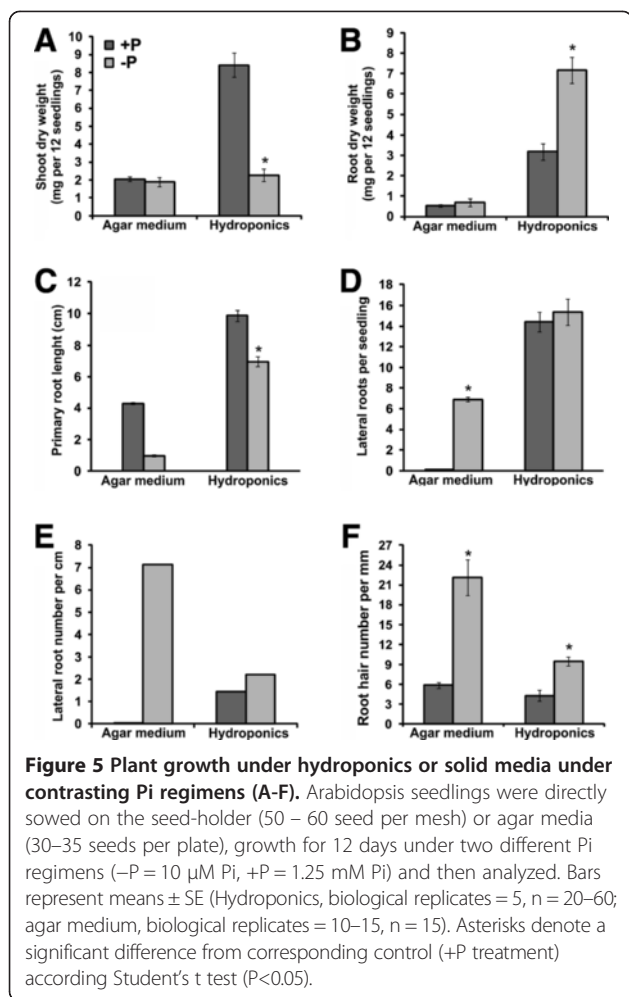 A
+P
-P
Shoot dry weight
(mg per 12 seedlings)
10
9
8
7
6
5
4
3
2
1
0
*
Agar medium
Hydroponics
B
Root dry weight
(mg per 12 seedlings)
9
8
7
6
5
4
3
2
1
0
*
Agar medium
Hydroponics
C
Primary root lenght (cm)
12
10
8
6
4
2
0
*
Agar medium
Hydroponics
D
Lateral roots per seedling
18
16
14
12
10
8
6
4
2
0
*
Agar medium
Hydroponics
E
Lateral root number per cm
8
7
6
5
4
3
2
1
0
Agar medium
Hydroponics
F
Root hair number per mm
27
24
21
18
15
12
9
6
3
0
*
*
Agar medium
Hydroponics
Figure 5 Plant growth under hydroponics or solid media under
contrasting Pi regimens (A-F). Arabidopsis seedlings were directly
sowed on the seed-holder (50 – 60 seed per mesh) or agar media
(30–35 seeds per plate), growth for 12 days under two different Pi
regimens (−P = 10 μM Pi, +P = 1.25 mM Pi) and then analyzed. Bars
represent means ± SE (Hydroponics, biological replicates = 5, n = 20–60;
agar medium, biological replicates = 10–15, n = 15). Asterisks denote a
significant difference from corresponding control (+P treatment)
according Student's t test (P<0.05).